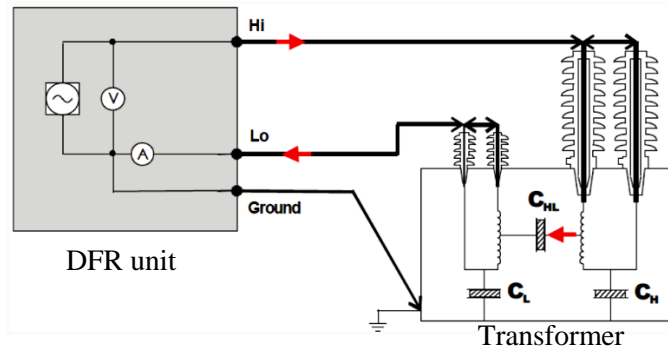 Hi
V
Lo
A
Ground
C_HL
C_L
C_H
DFR unit
Transformer